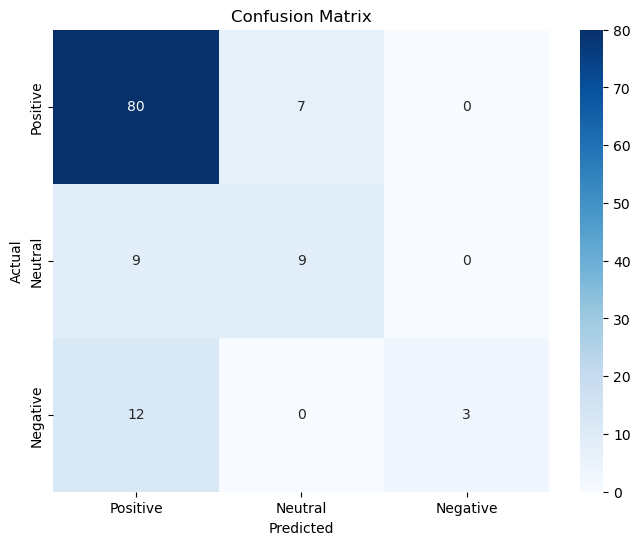 Confusion Matrix
Actual
Positive
80 7 0
Neutral
9 9 0
Negative
12 0 3
Positive Neutral Negative
Predicted
80
70
60
50
40
30
20
10
0